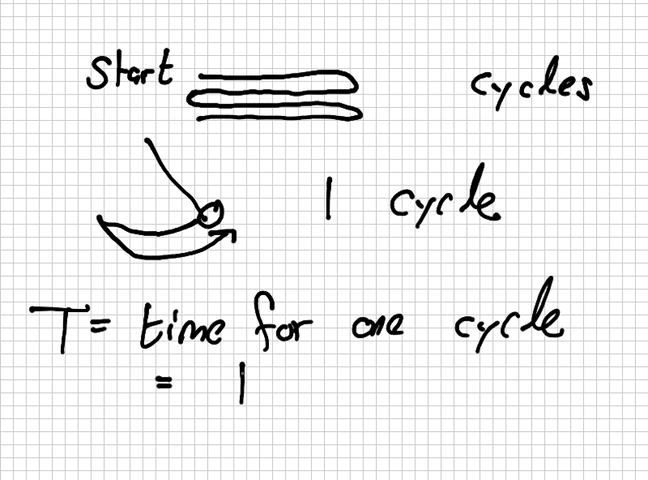 Start cycles
1 cycle
T = time for one cycle
= 1